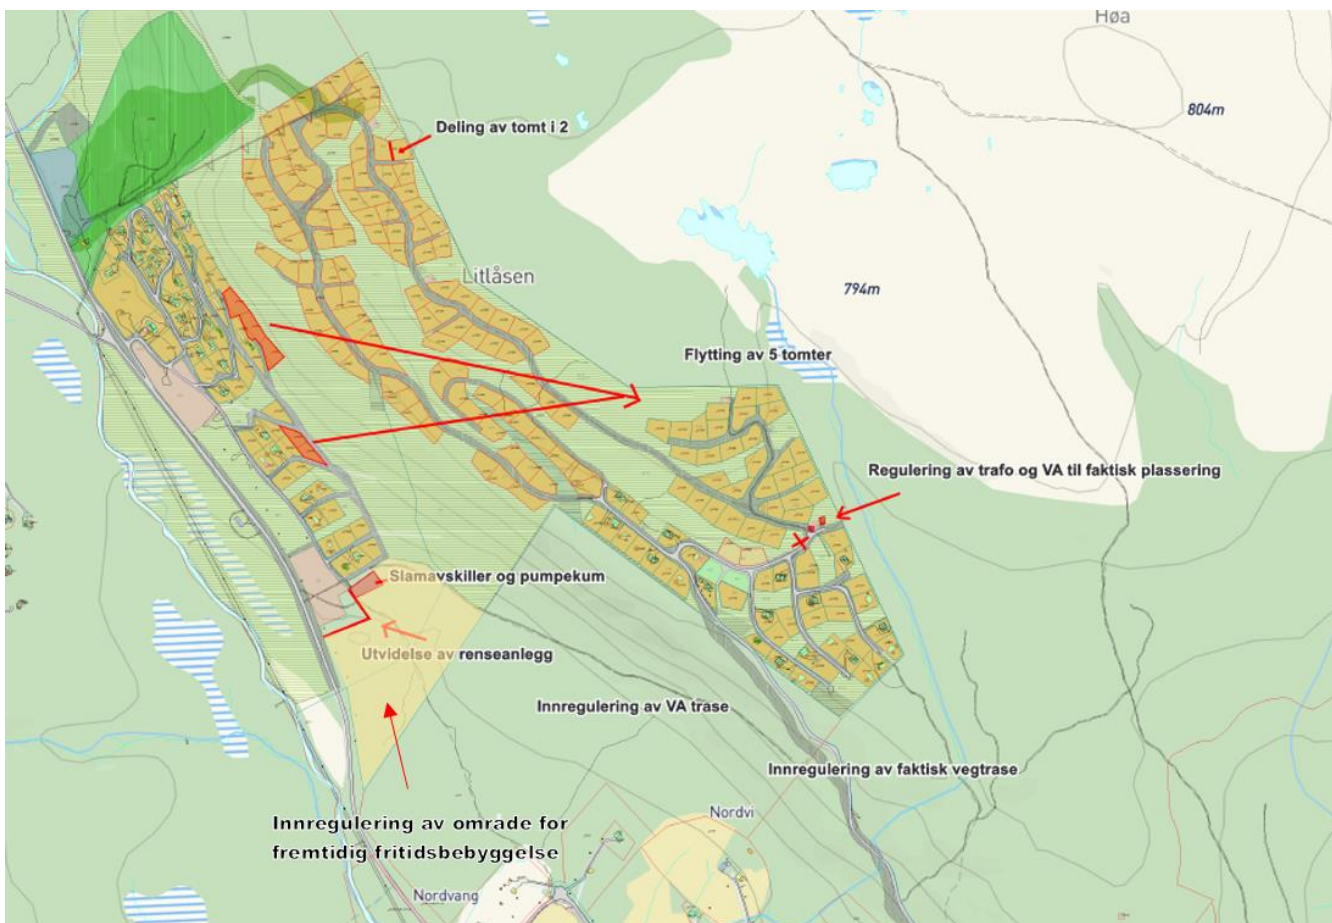 Høa
804m
Deling av tomt i 2
Litlåsen
794m
Flytting av 5 tomter
Regulering av trafo og VA til faktisk plassering
Slamavskiller og pumpekum
Utvidelse av renseanlegg
Innregulering av VA trase
Innregulering av faktisk vegtrase
Nordvi
Innregulering av område for
fremtidig fritidsbebyggelse
Nordvang